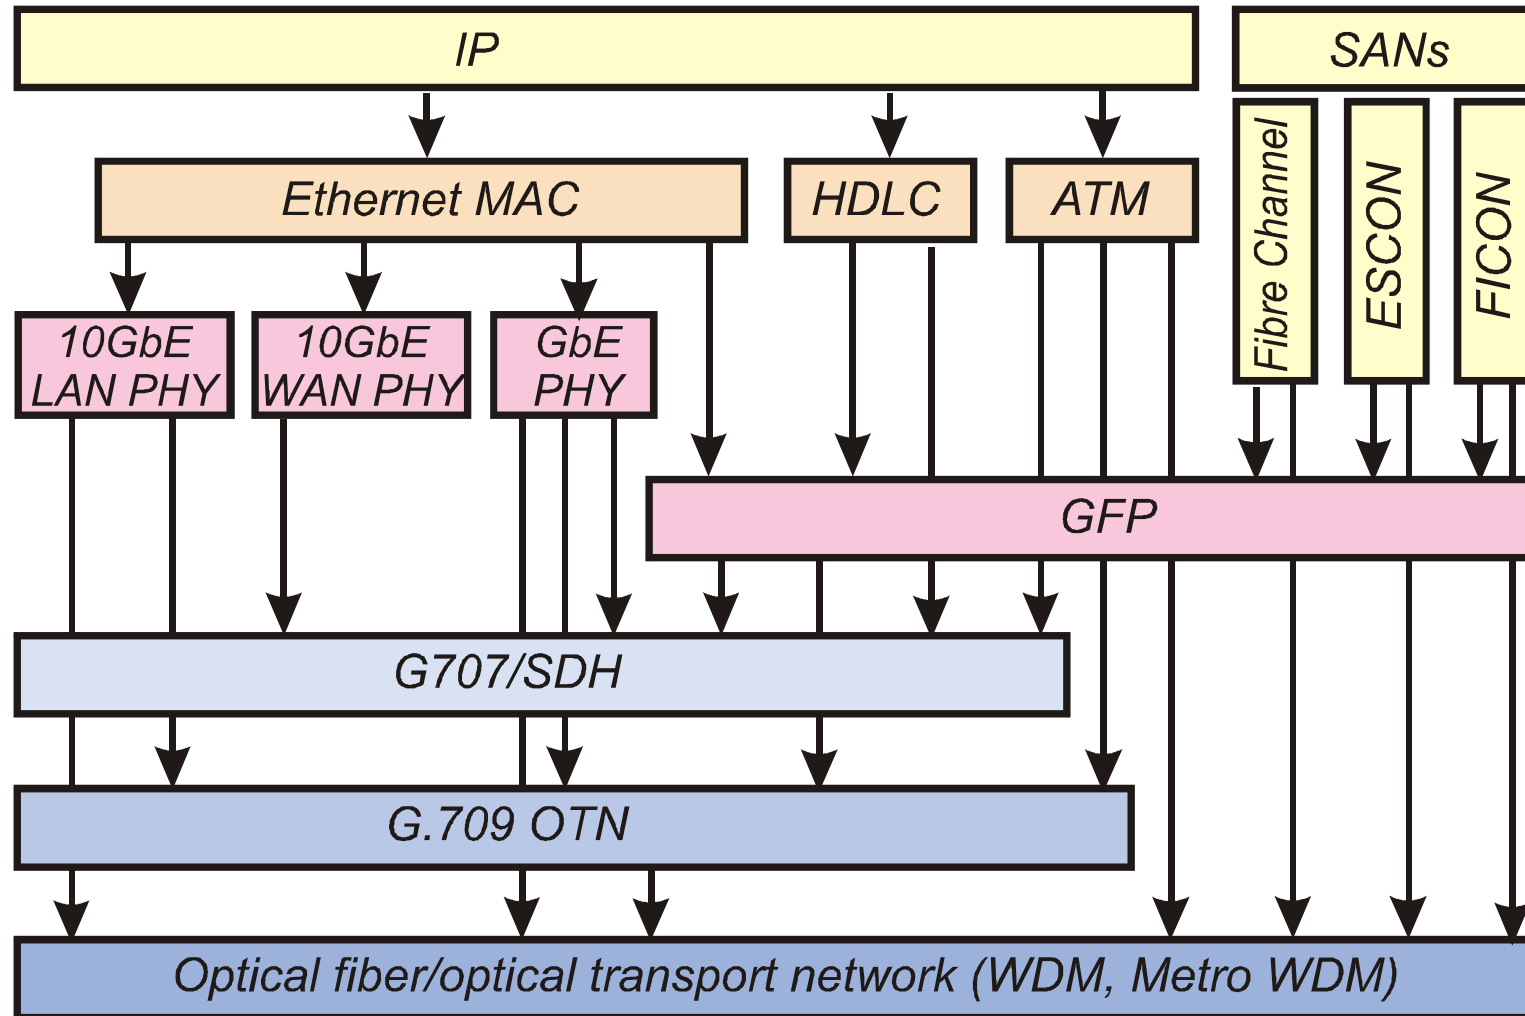 IP
SANs
Ethernet MAC
HDLC
ATM
Fibre Channel
ESCON
FICON
10GbE
LAN PHY
10GbE
WAN PHY
GbE
PHY
GFP
G707/SDH
G.709 OTN
Optical fiber/optical transport network (WDM, Metro WDM)